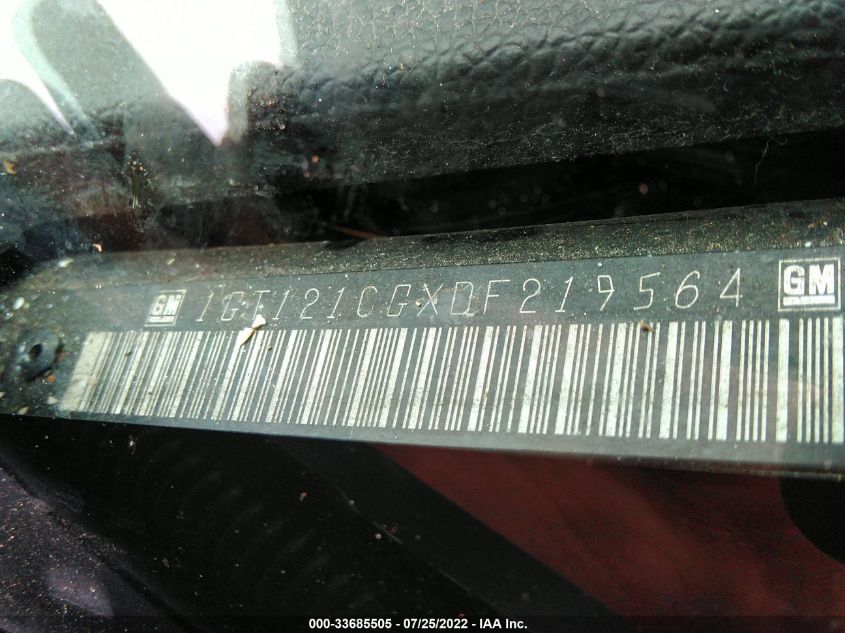 GM 1GT121CGXDF219564 GM
000-33685505 - 07/25/2022 - IAA Inc.